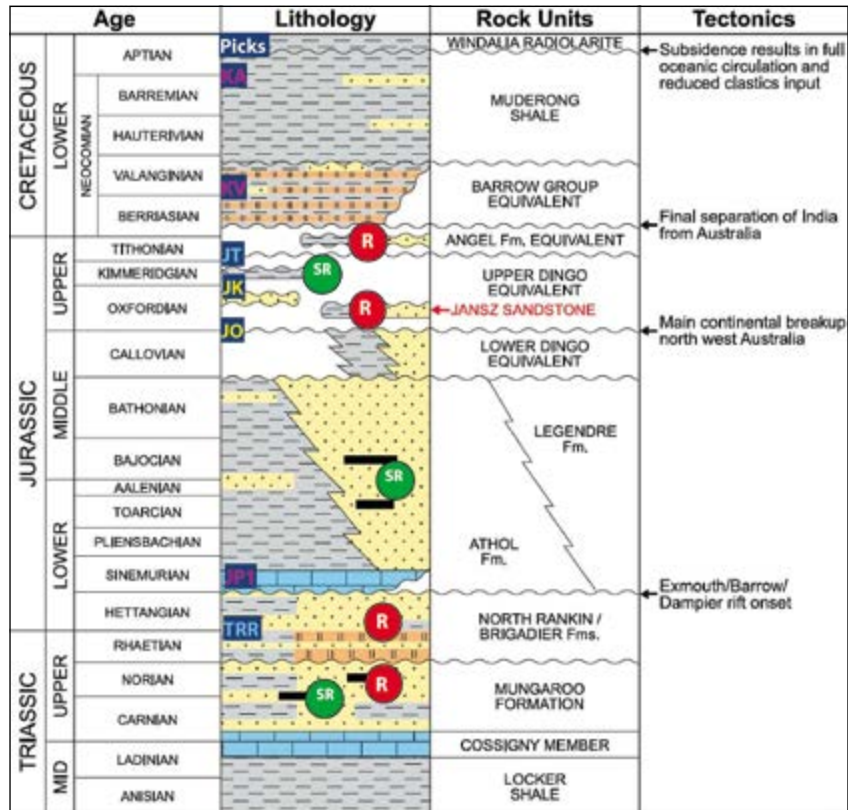 Age
Lithology
Rock Units
Tectonics
CRETACEOUS
LOWER
NEOCOMIAN
APTIAN
BARREMIAN
HAUTERIVIAN
VALANGINIAN
BERRIASIAN
JURASSIC
UPPER
TITHONIAN
KIMMERIDGIAN
OXFORDIAN
MIDDLE
CALLOVIAN
BATHONIAN
BAJOCIAN
AALENIAN
LOWER
TOARCIAN
PLIENSBACHIAN
SINEMURIAN
HETTANGIAN
TRIASSIC
UPPER
RHAETIAN
NORIAN
CARNIAN
MID
LADINIAN
ANISIAN
Picks
KA
KV
R
JT
SR
JK
R
JO
SR
JP1
R
TRR
R
SR
WINDALIA RADIOLARITE
MUDERONG
SHALE
BARROW GROUP
EQUIVALENT
ANGEL Fm. EQUIVALENT
UPPER DINGO
EQUIVALENT
JANSZ SANDSTONE
LOWER DINGO
EQUIVALENT
LEGENDRE
Fm.
ATHOL
Fm.
NORTH RANKIN /
BRIGADIER Fms.
MUNGAROO
FORMATION
COSSIGNY MEMBER
LOCKER
SHALE
Subsidence results in full
oceanic circulation and
reduced clastics input
Final separation of India
from Australia
Main continental breakup
north west Australia
Exmouth/Barrow/
Dampier rift onset